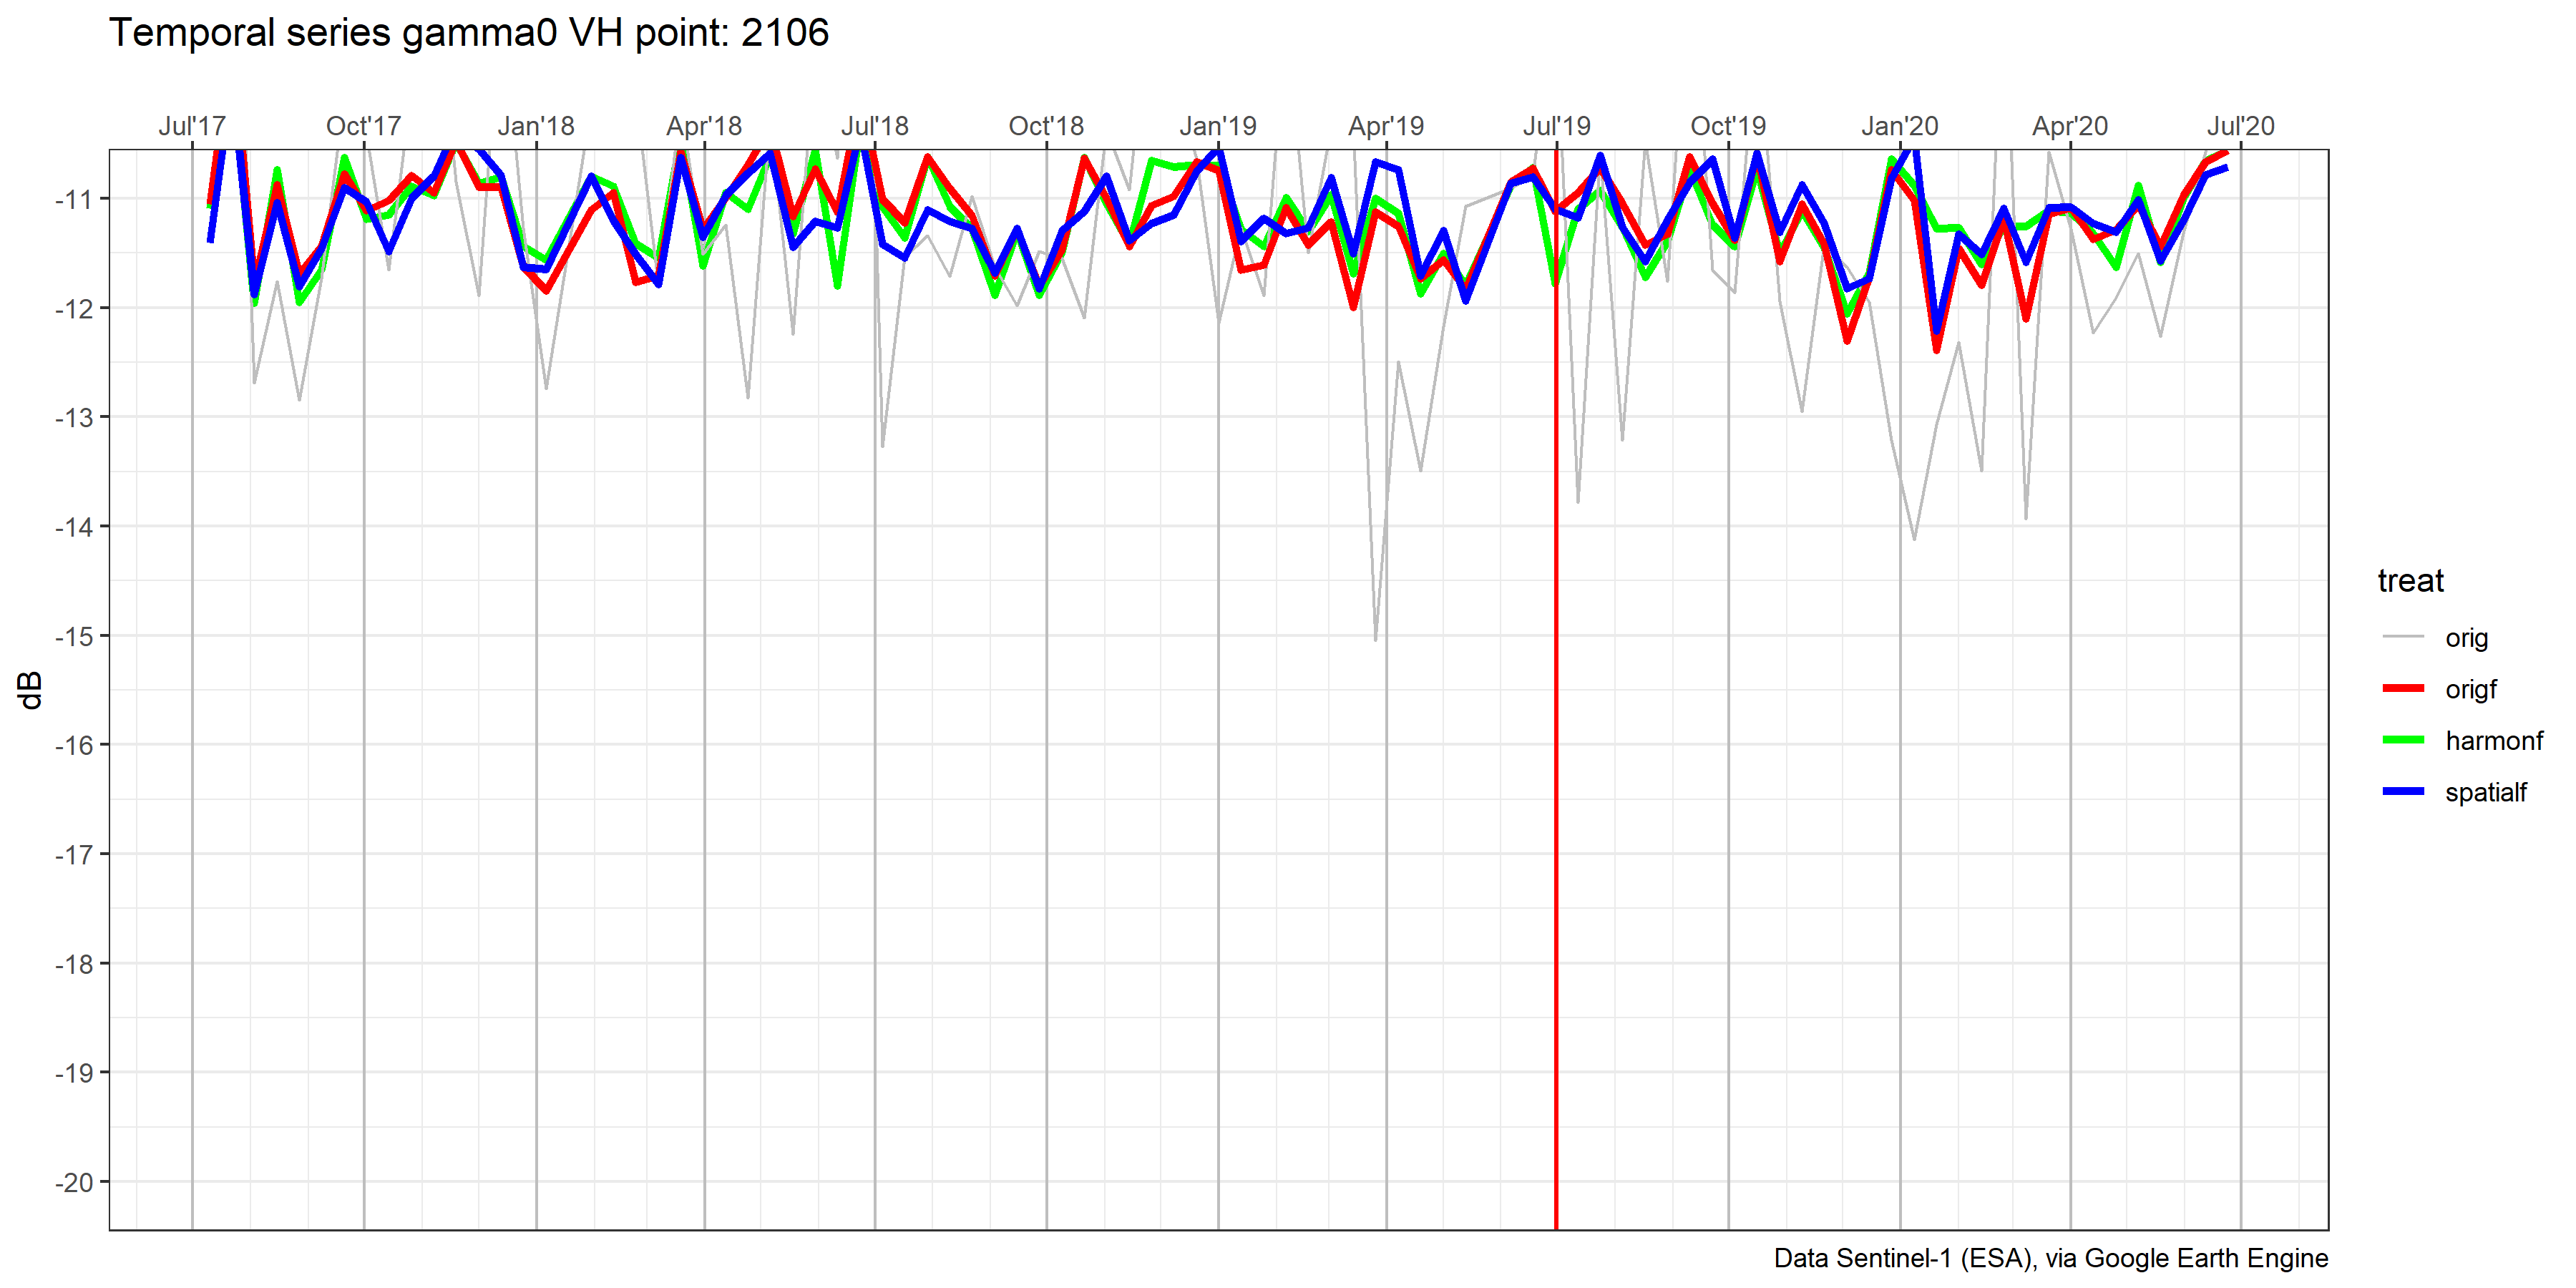 Temporal series gamma0 VH point: 2106
Jul'17 Oct'17 Jan'18 Apr'18 Jul'18 Oct'18 Jan'19 Apr'19 Jul'19 Oct'19 Jan'20 Apr'20 Jul'20
-11
-12
-13
-14
-15
-16
-17
-18
-19
-20
dB
treat
orig
origf
harmonf
spatialf
Data Sentinel-1 (ESA), via Google Earth Engine